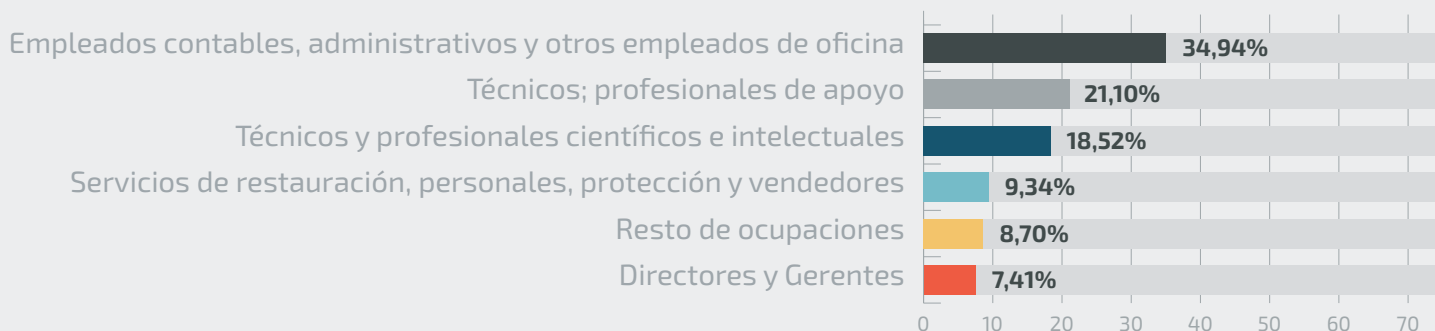 Empleados contables, administrativos y otros empleados de oficina 34,94%
Técnicos; profesionales de apoyo 21,10%
Técnicos y profesionales científicos e intelectuales 18,52%
Servicios de restauración, personales, protección y vendedores 9,34%
Resto de ocupaciones 8,70%
Directores y Gerentes 7,41%
0 10 20 30 40 50 60 70